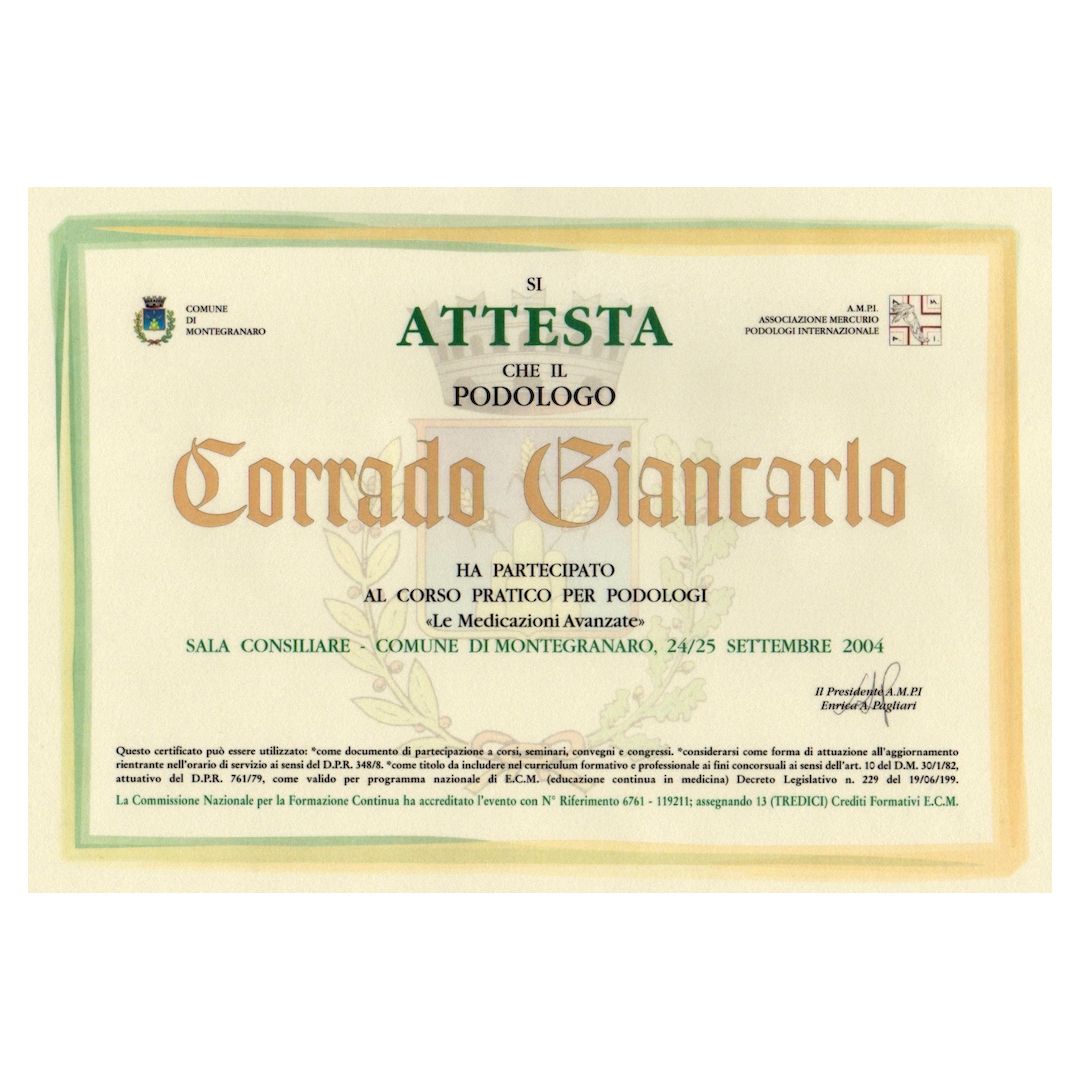 COMUNE
DI
MONTEGRANARO
SI
ATTESTA
CHE IL
PODOLOGO
A.M.P.I.
ASSOCIAZIONE MERCURIO
PODOLOGI INTERNAZIONALE
A. M.
P. I.
Corrado Giancarlo
HA PARTECIPATO
AL CORSO PRATICO PER PODOLOGI
«Le Medicazioni Avanzate»
SALA CONSILIARE - COMUNE DI MONTEGRANARO, 24/25 SETTEMBRE 2004
Il Presidente A.M.P.I
Enrica A. Pagliari
Questo certificato può essere utilizzato: *come documento di partecipazione a corsi, seminari, convegni e congressi. *considerarsi come forma di attuazione all'aggiornamento
rientrante nell'orario di servizio ai sensi del D.P.R. 348/8. *come titolo da includere nel curriculum formativo e professionale ai fini concorsuali ai sensi dell'art. 10 del D.M. 30/1/82,
attuativo del D.P.R. 761/79, come valido per programma nazionale di E.C.M. (educazione continua in medicina) Decreto Legislativo n. 229 del 19/06/199.
La Commissione Nazionale per la Formazione Continua ha accreditato l'evento con N° Riferimento 6761 - 119211; assegnando 13 (TREDICI) Crediti Formativi E.C.M.